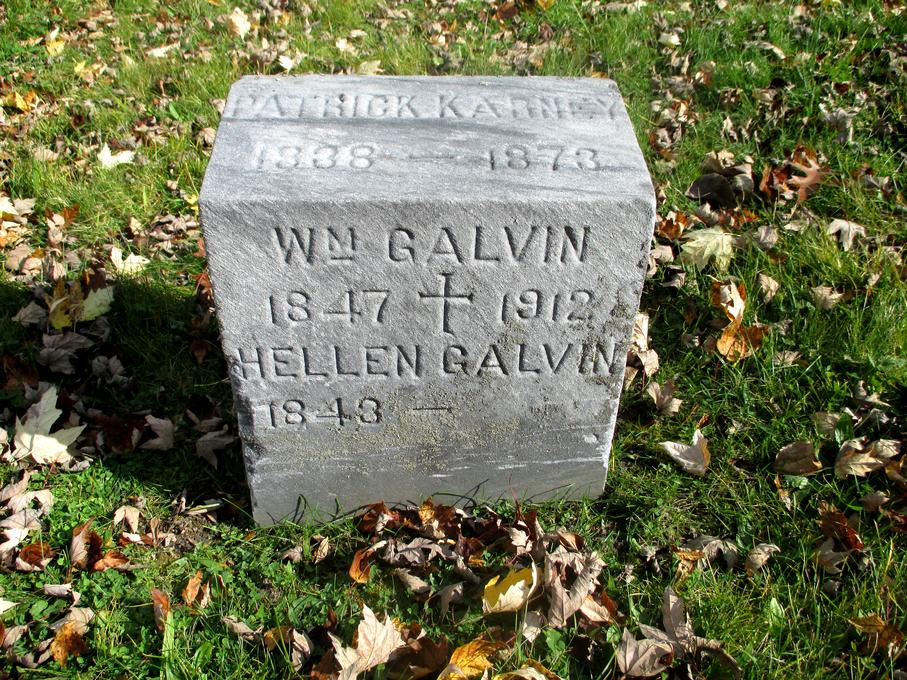 PATRICK KARNEY
1838 — 1873
WM GALVIN
1847 ✝ 1912
HELLEN GALVIN
1843 —